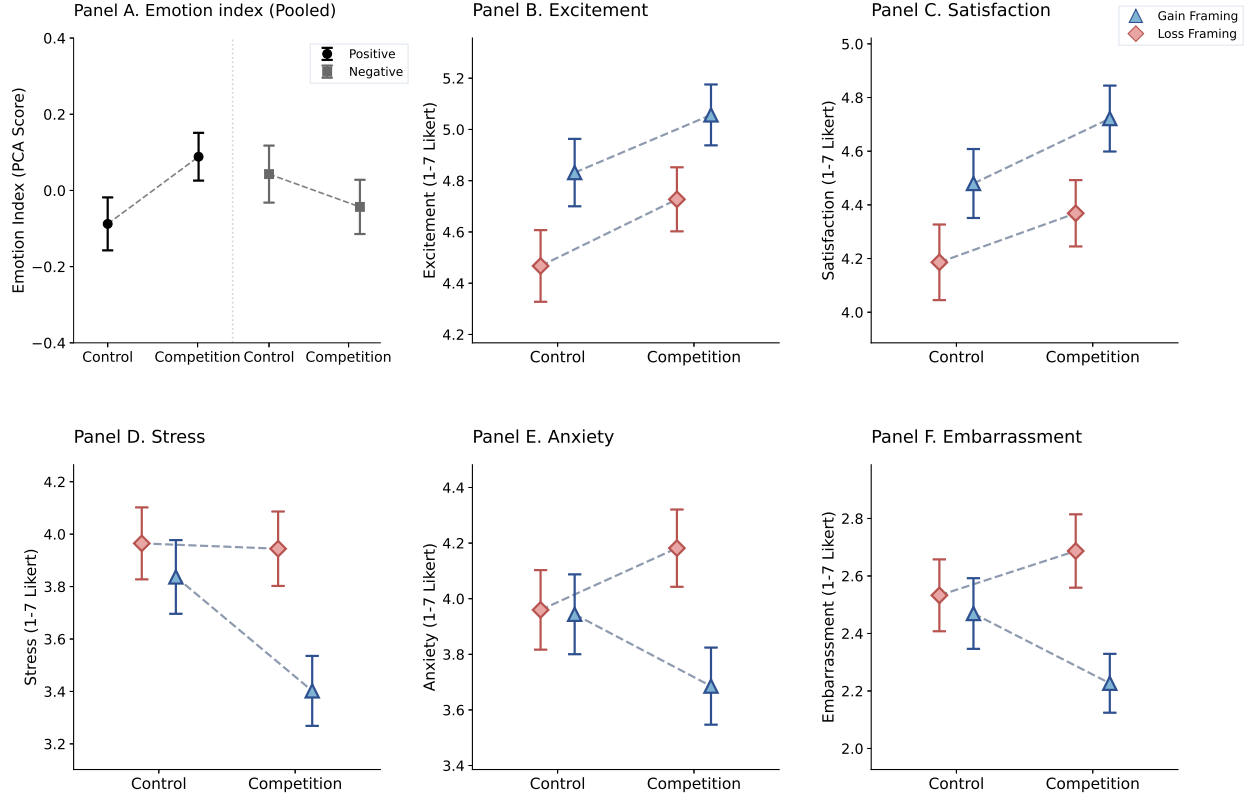 Panel A. Emotion index (Pooled)
Emotion Index (PCA Score)
0.4
0.2
0.0
−0.2
−0.4
Control
Competition
Control
Competition
Positive
Negative
Panel B. Excitement
Excitement (1-7 Likert)
5.2
5.0
4.8
4.6
4.4
4.2
Control
Competition
Panel C. Satisfaction
Satisfaction (1-7 Likert)
5.0
4.8
4.6
4.4
4.2
4.0
Control
Competition
Gain Framing
Loss Framing
Panel D. Stress
Stress (1-7 Likert)
4.2
4.0
3.8
3.6
3.4
3.2
Control
Competition
Panel E. Anxiety
Anxiety (1-7 Likert)
4.4
4.2
4.0
3.8
3.6
3.4
Control
Competition
Panel F. Embarrassment
Embarrassment (1-7 Likert)
2.8
2.6
2.4
2.2
2.0
Control
Competition